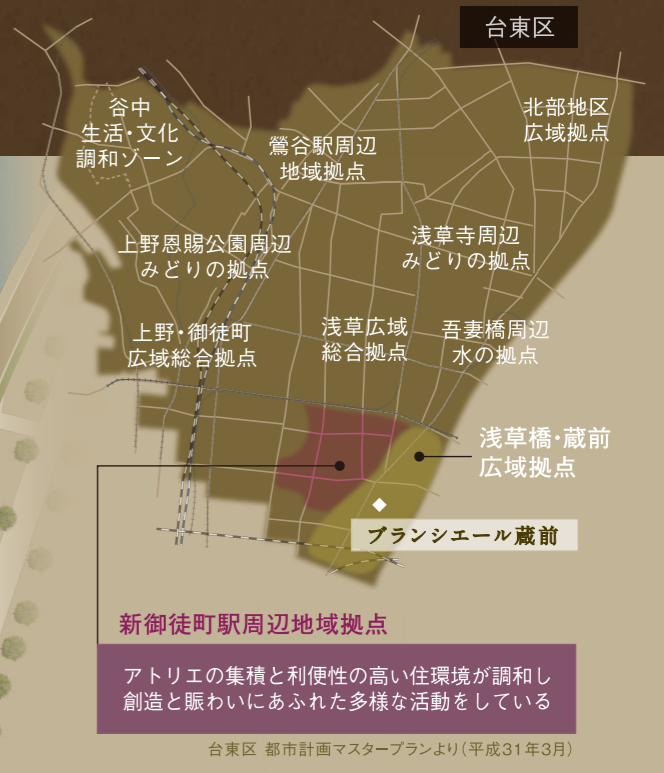 台東区
谷中
生活・文化
調和ゾーン
鶯谷駅周辺
地域拠点
北部地区
広域拠点
上野恩賜公園周辺
みどりの拠点
浅草寺周辺
みどりの拠点
上野・御徒町
広域総合拠点
浅草広域
総合拠点
吾妻橋周辺
水の拠点
浅草橋・蔵前
広域拠点
ブランシエール蔵前
新御徒町駅周辺地域拠点
アトリエの集積と利便性の高い住環境が調和し
創造と賑わいにあふれた多様な活動をしている
台東区 都市計画マスタープランより(平成31年3月)